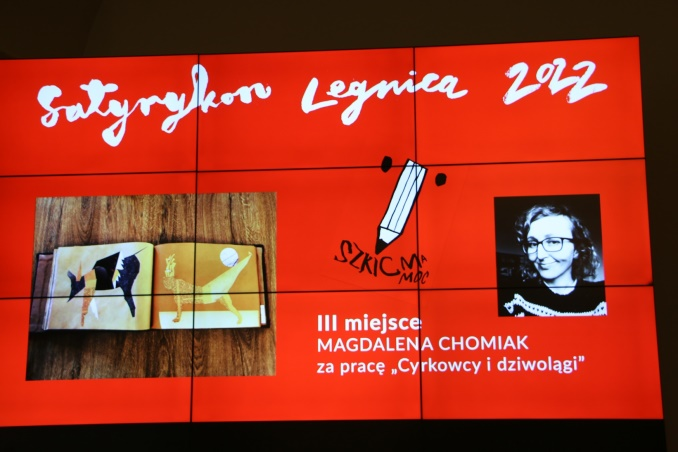 Satyrykon Legnica 2022
SZKIC MA
MOC
III miejsce
MAGDALENA CHOMIAK
za pracę „Cyrkowcy i dziwolągi”